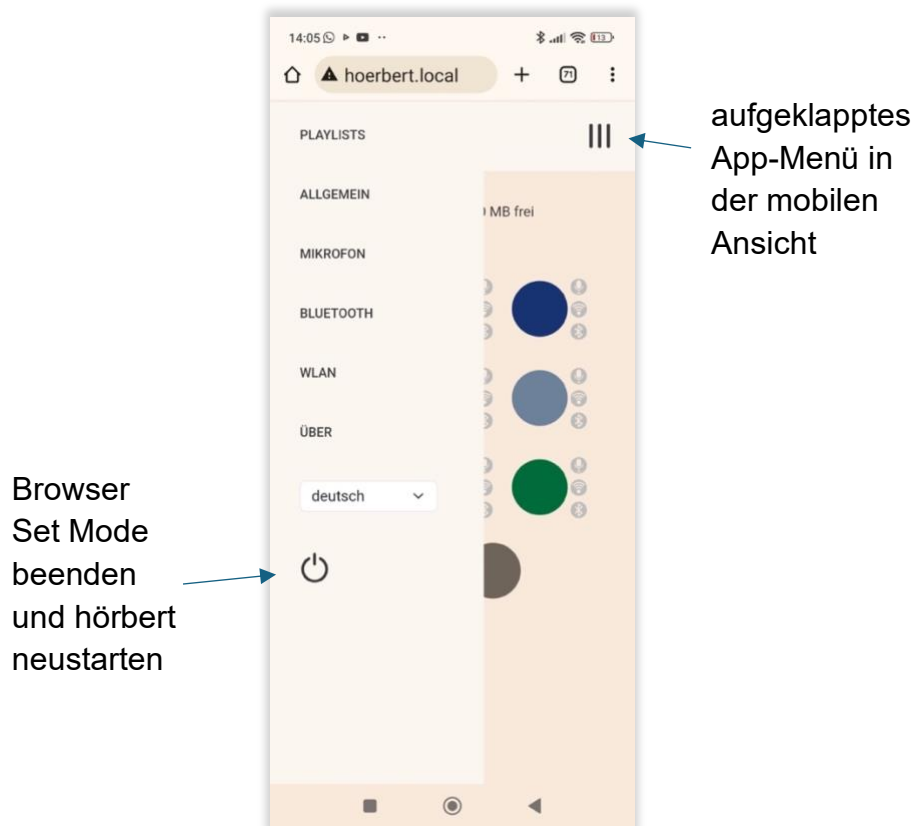 14:05
13
hoerbert.local
71
PLAYLISTS
ALLGEMEIN
MB frei
MIKROFON
BLUETOOTH
WLAN
ÜBER
deutsch
aufgeklapptes
App-Menü in
der mobilen
Ansicht
Browser
Set Mode
beenden
und hörbert
neustarten